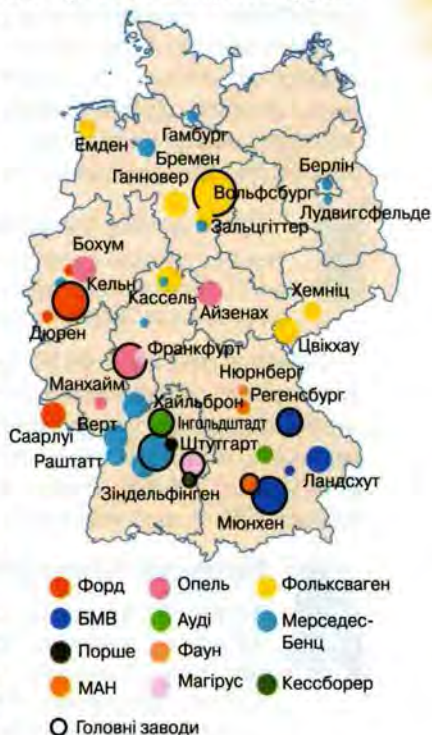 Гамбург
Емден
Бремен
Берлін
Ганновер
Вольфсбург
Лудвигсфельде
Зальцгіттер
Бохум
Кельн
Кассель
Хемніц
Айзенах
Дюрен
Цвікхау
Франкфурт
Нюрнберг
Манхайм
Хайльброн
Регенсбург
Інгольдштадт
Саарлуї
Верт
Штутгарт
Раштатт
Ландсхут
Зіндельфінген
Мюнхен
Форд
Опель
Фольксваген
БМВ
Ауді
Мерседес-
Бенц
Порше
Фаун
МАН
Магірус
Кессборер
Головні заводи